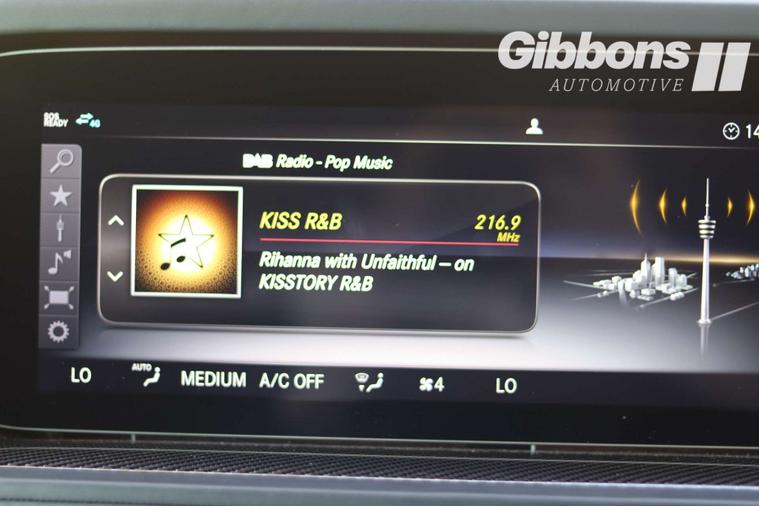 Gibbons
AUTOMOTIVE
SOS
READY
4G
14
DAB Radio - Pop Music
KISS R&B 216.9
MHz
Rihanna with Unfaithful – on
KISSTORY R&B
LO AUTO MEDIUM A/C OFF 4 LO